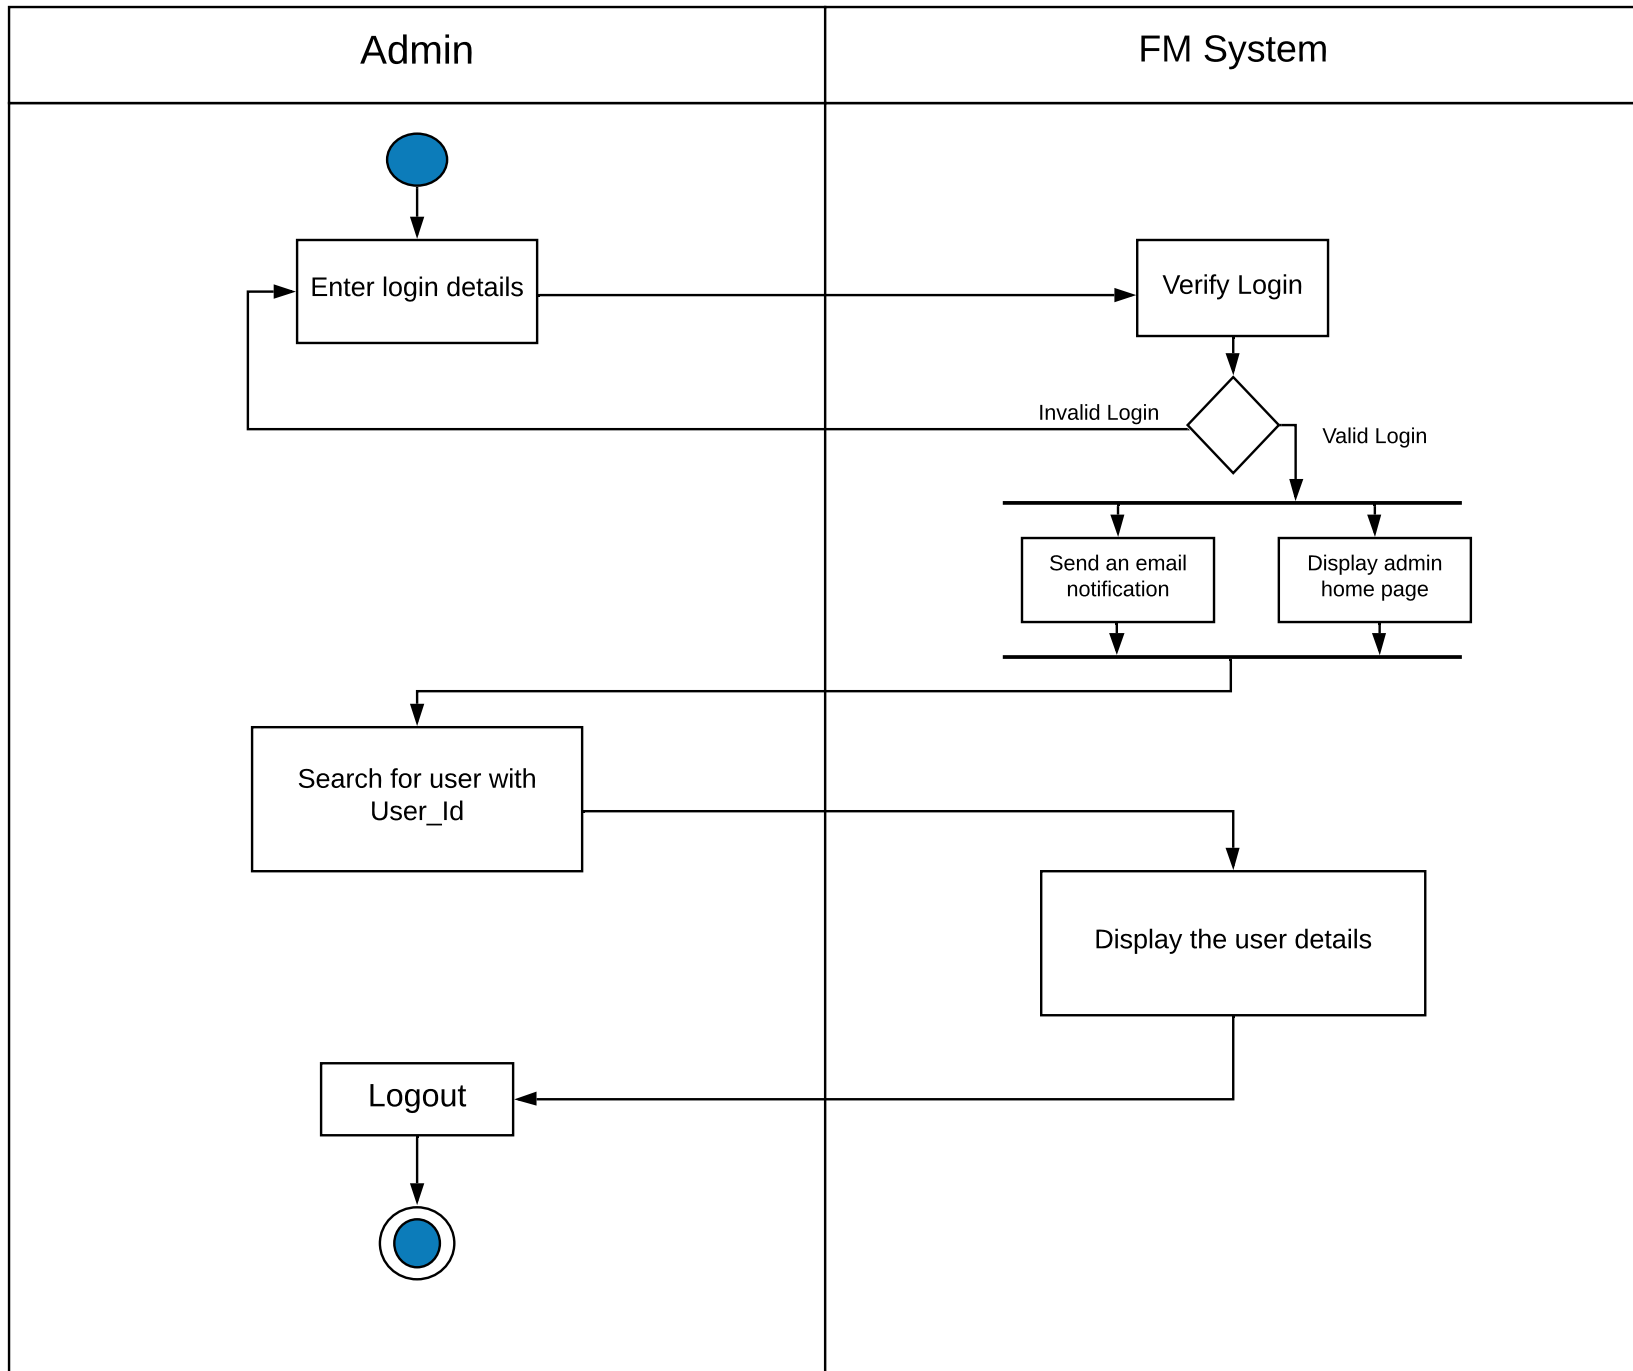 Admin
FM System
Enter login details
Verify Login
Invalid Login
Valid Login
Send an email
notification
Display admin
home page
Search for user with
User_Id
Display the user details
Logout